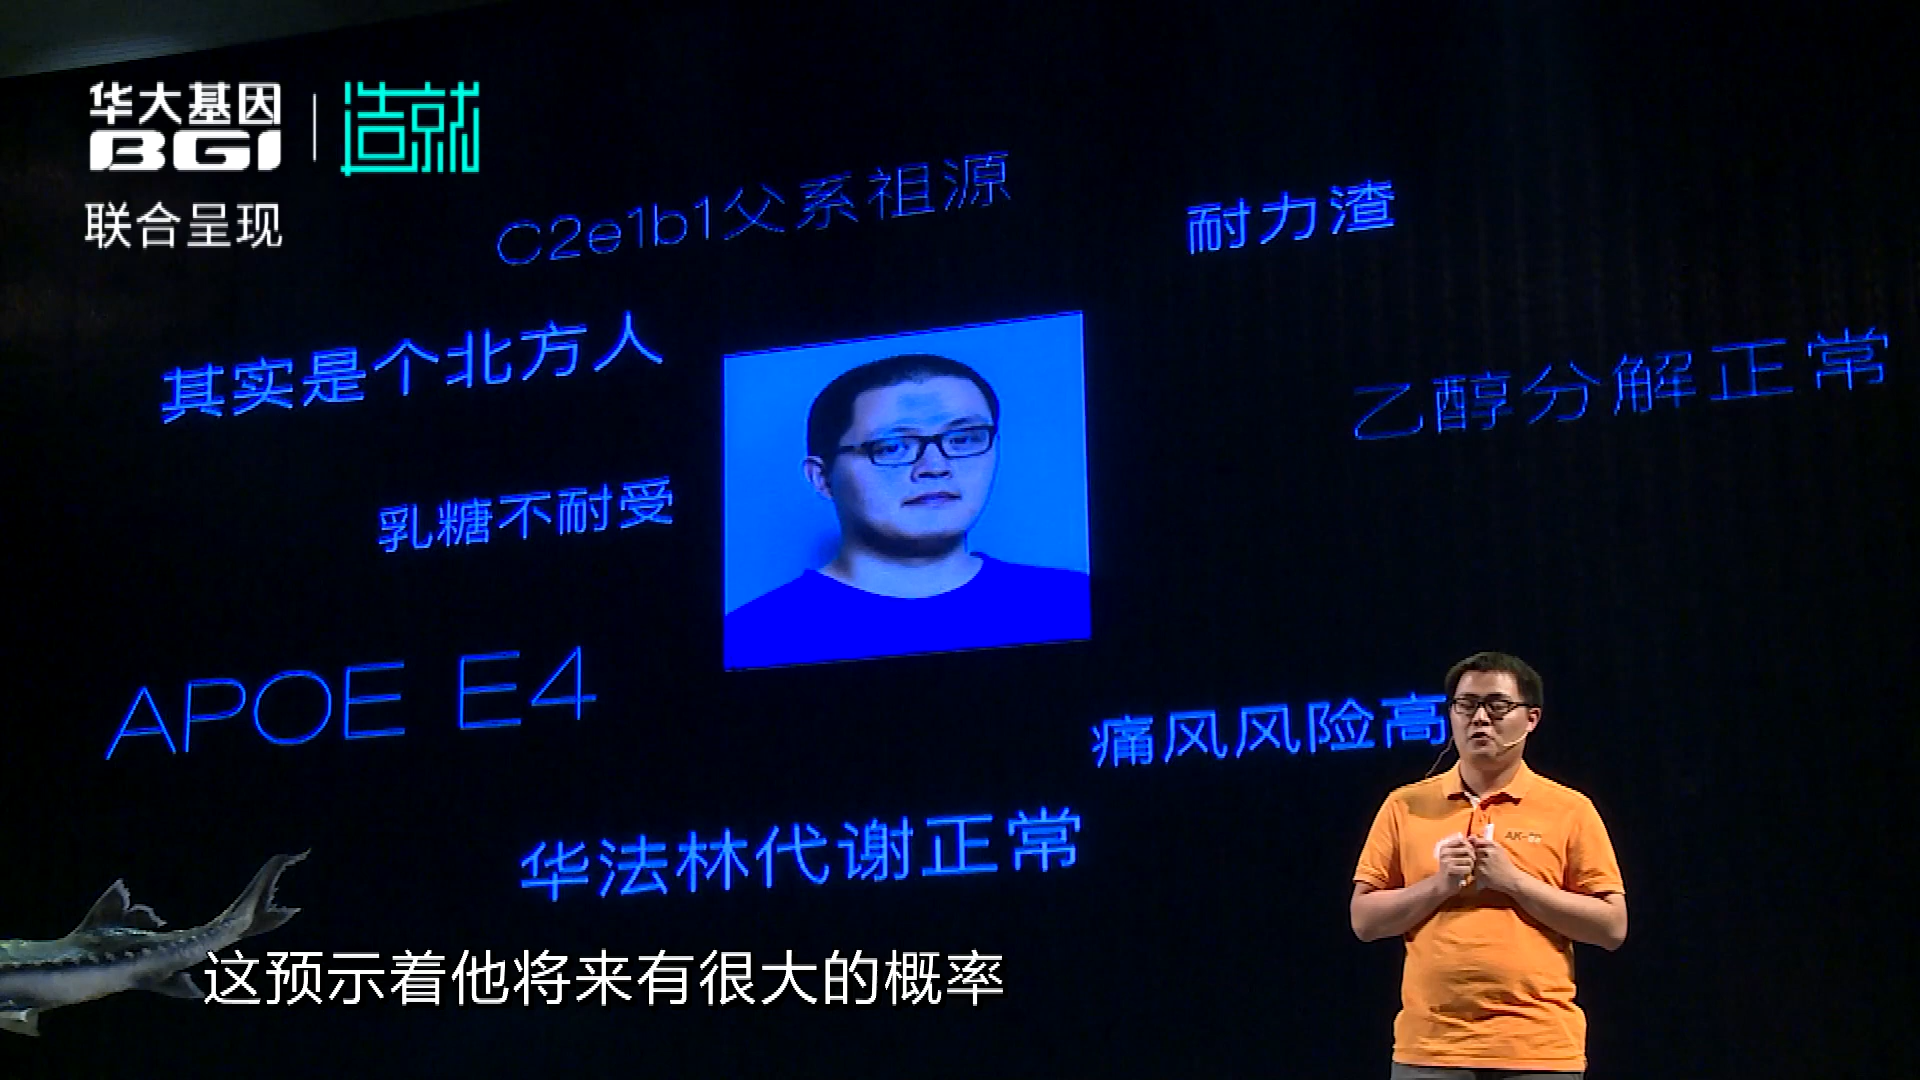 华大基因
BGI
造就
联合呈现
C2e1b1父系祖源
耐力渣
其实是个北方人
乙醇分解正常
乳糖不耐受
APOE E4
痛风风险高
华法林代谢正常
这预示着他将来有很大的概率